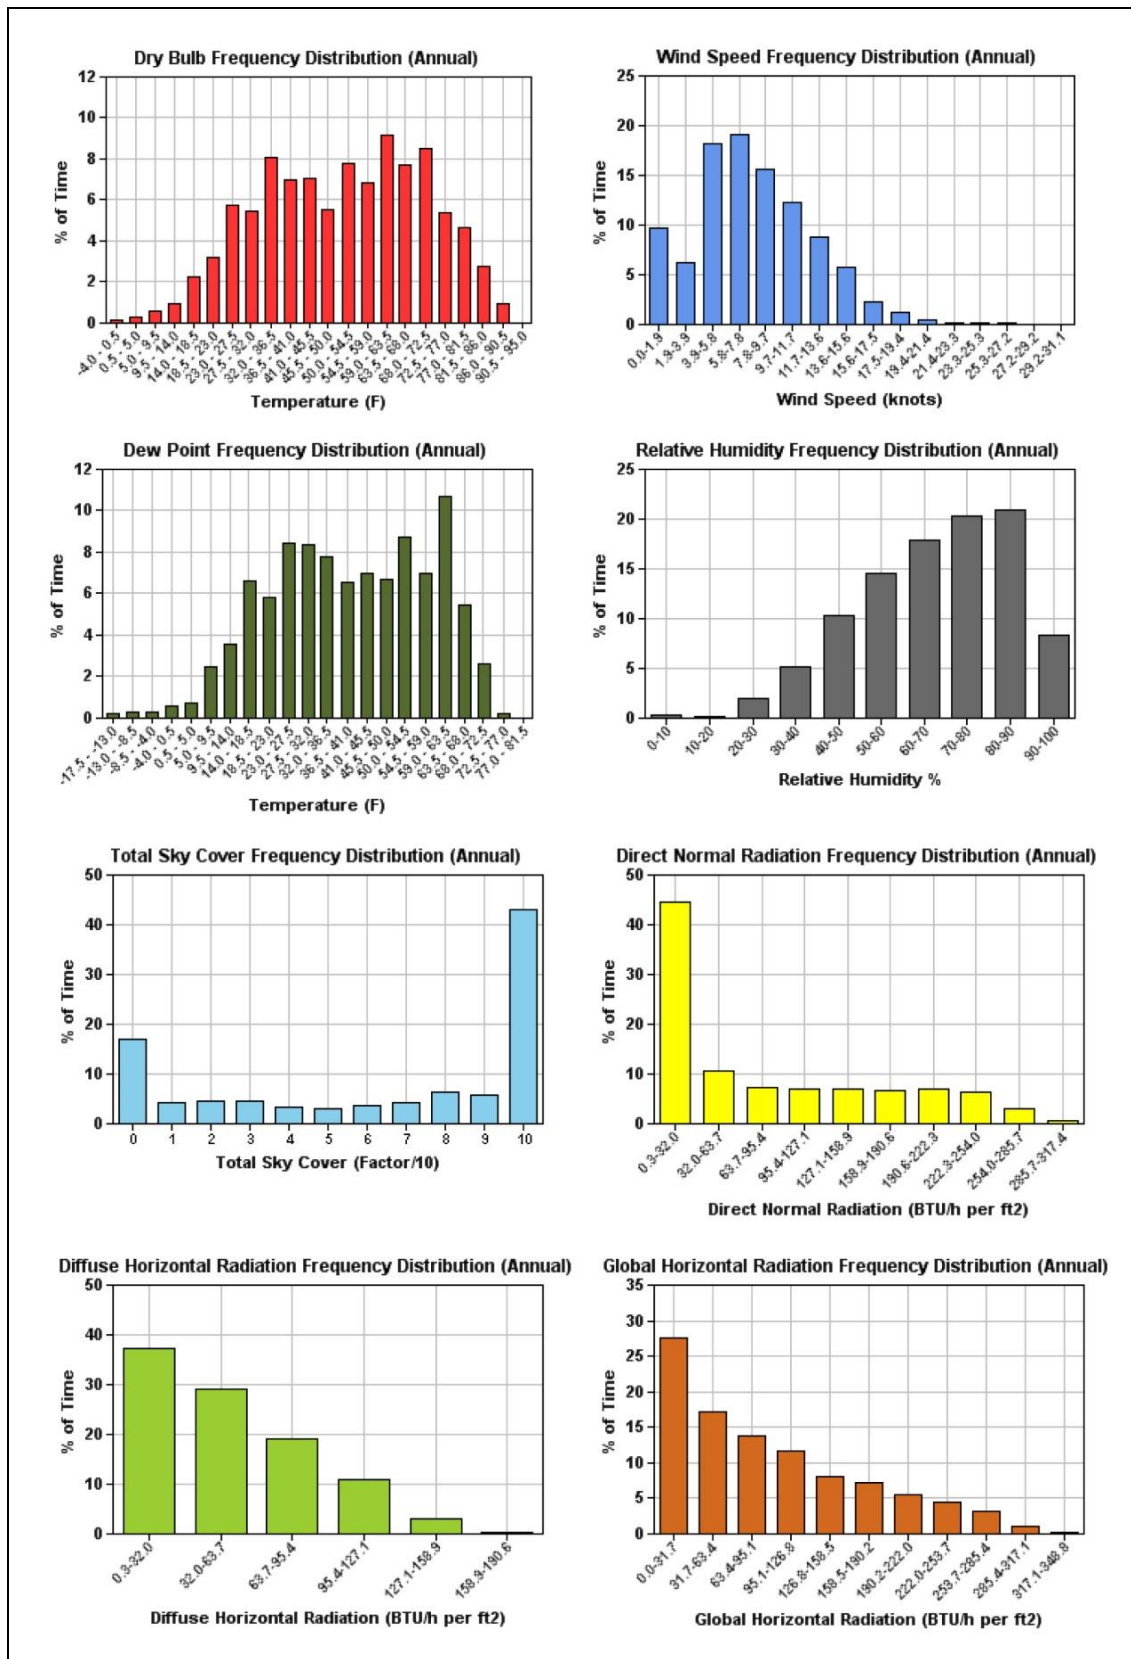 Dry Bulb Frequency Distribution (Annual)
12
10
8
6
4
2
0
% of Time
-4.0 - 0.5
0.5 - 5.0
5.0 - 9.5
9.5 - 14.0
14.0 - 18.5
18.5 - 23.0
23.0 - 27.5
27.5 - 32.0
32.0 - 36.5
36.5 - 41.0
41.0 - 45.5
45.5 - 50.0
50.0 - 54.5
54.5 - 59.0
59.0 - 63.5
63.5 - 68.0
68.0 - 72.5
72.5 - 77.0
77.0 - 81.5
81.5 - 86.0
86.0 - 90.5
90.5 - 95.0
Temperature (F)
Wind Speed Frequency Distribution (Annual)
25
20
15
10
5
0
% of Time
0.0-1.9
1.9-3.9
3.9-5.8
5.8-7.8
7.8-9.7
9.7-11.7
11.7-13.6
13.6-15.6
15.6-17.5
17.5-19.4
19.4-21.4
21.4-23.3
23.3-25.3
25.3-27.2
27.2-29.2
29.2-31.1
Wind Speed (knots)
Dew Point Frequency Distribution (Annual)
12
10
8
6
4
2
0
% of Time
-17.5 - -13.0
-13.0 - -8.5
-8.5 - -4.0
-4.0 - 0.5
0.5 - 5.0
5.0 - 9.5
9.5 - 14.0
14.0 - 18.5
18.5 - 23.0
23.0 - 27.5
27.5 - 32.0
32.0 - 36.5
36.5 - 41.0
41.0 - 45.5
45.5 - 50.0
50.0 - 54.5
54.5 - 59.0
59.0 - 63.5
63.5 - 68.0
68.0 - 72.5
72.5 - 77.0
77.0 - 81.5
Temperature (F)
Relative Humidity Frequency Distribution (Annual)
25
20
15
10
5
0
% of Time
0-10
10-20
20-30
30-40
40-50
50-60
60-70
70-80
80-90
90-100
Relative Humidity %
Total Sky Cover Frequency Distribution (Annual)
50
40
30
20
10
0
% of Time
0 1 2 3 4 5 6 7 8 9 10
Total Sky Cover (Factor/10)
Direct Normal Radiation Frequency Distribution (Annual)
50
40
30
20
10
0
% of Time
0.3-32.0
32.0-63.7
63.7-95.4
95.4-127.1
127.1-158.9
158.9-190.6
190.6-222.3
222.3-254.0
254.0-285.7
285.7-317.4
Direct Normal Radiation (BTU/h per ft2)
Diffuse Horizontal Radiation Frequency Distribution (Annual)
50
40
30
20
10
0
% of Time
0.3-32.0
32.0-63.7
63.7-95.4
95.4-127.1
127.1-158.9
158.9-190.6
Diffuse Horizontal Radiation (BTU/h per ft2)
Global Horizontal Radiation Frequency Distribution (Annual)
35
30
25
20
15
10
5
0
% of Time
0.0-31.7
31.7-63.4
63.4-95.1
95.1-126.8
126.8-158.5
158.5-190.2
190.2-222.0
222.0-253.7
253.7-285.4
285.4-317.1
317.1-348.8
Global Horizontal Radiation (BTU/h per ft2)